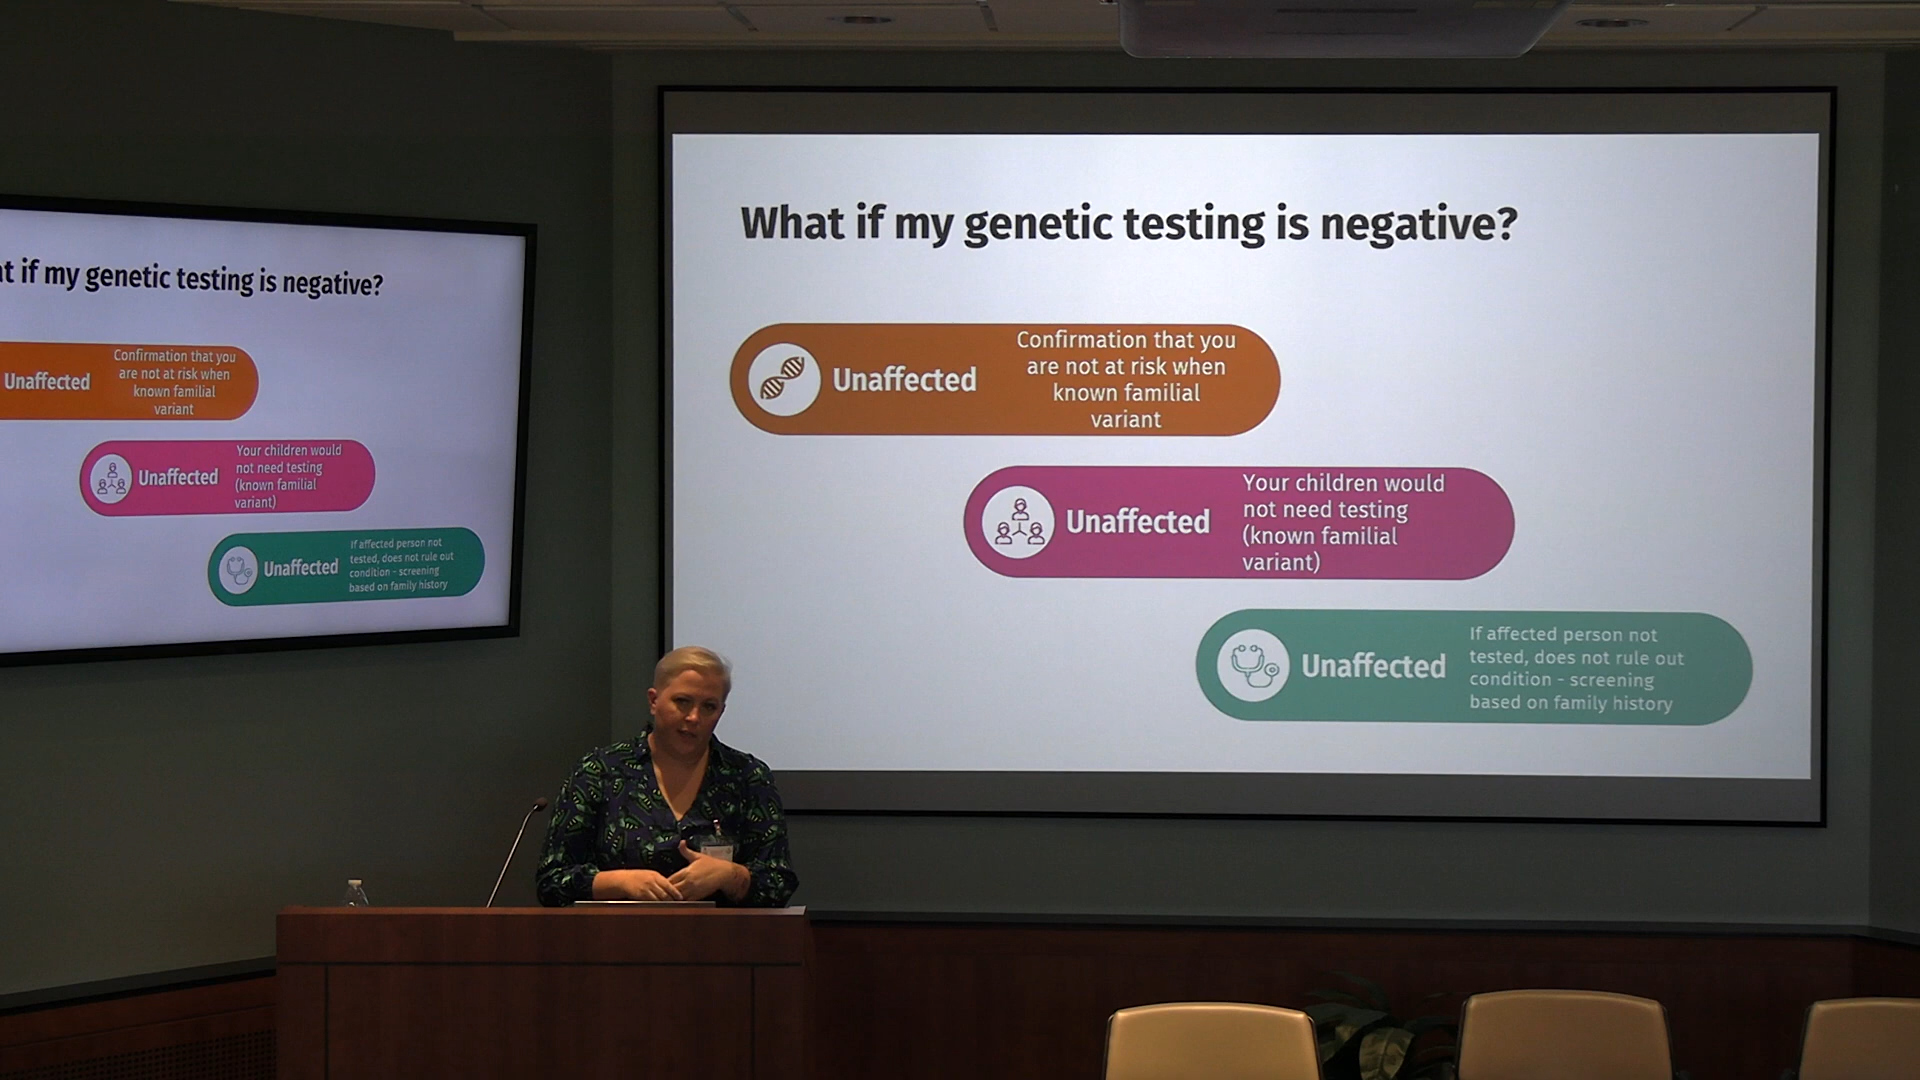 at if my genetic testing is negative?
Unaffected
Confirmation that you
are not at risk when
known familial
variant
Unaffected
Your children would
not need testing
(known familial
variant)
Unaffected
If affected person not
tested, does not rule out
condition - screening
based on family history
What if my genetic testing is negative?
Unaffected
Confirmation that you
are not at risk when
known familial
variant
Unaffected
Your children would
not need testing
(known familial
variant)
Unaffected
If affected person not
tested, does not rule out
condition - screening
based on family history